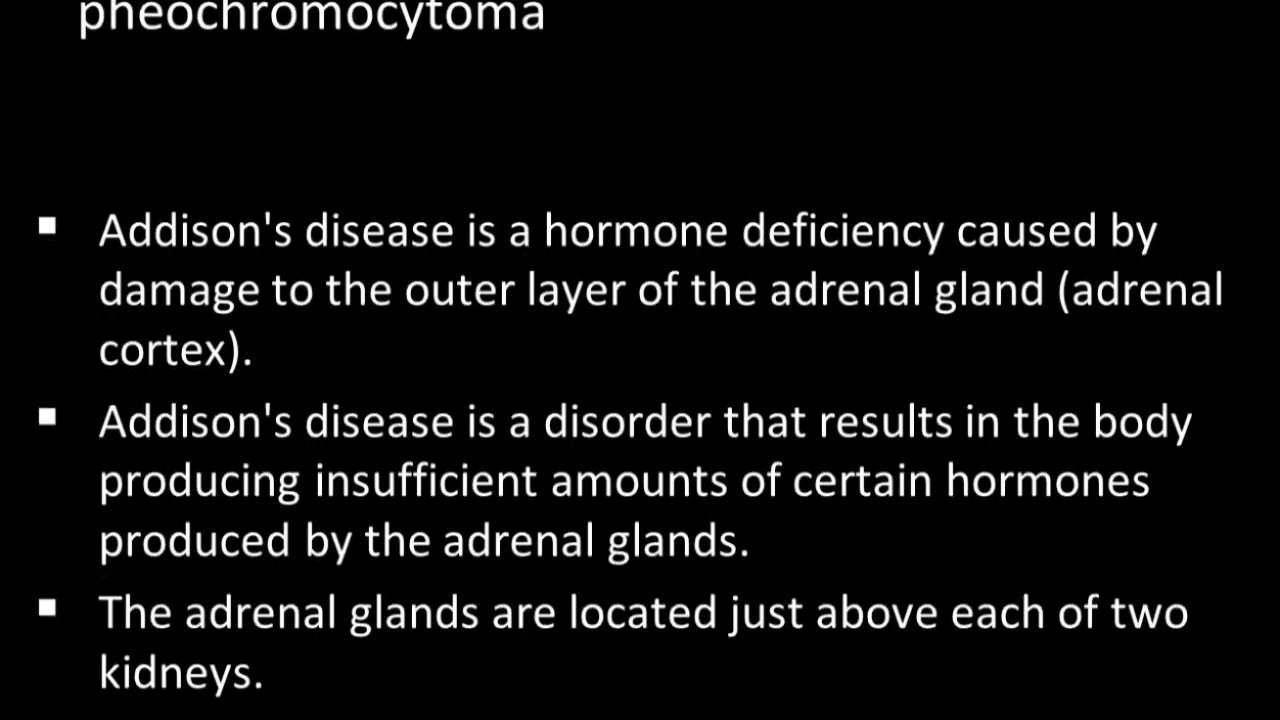 pheochromocytoma
▪ Addison's disease is a hormone deficiency caused by
damage to the outer layer of the adrenal gland (adrenal
cortex).
▪ Addison's disease is a disorder that results in the body
producing insufficient amounts of certain hormones
produced by the adrenal glands.
▪ The adrenal glands are located just above each of two
kidneys.